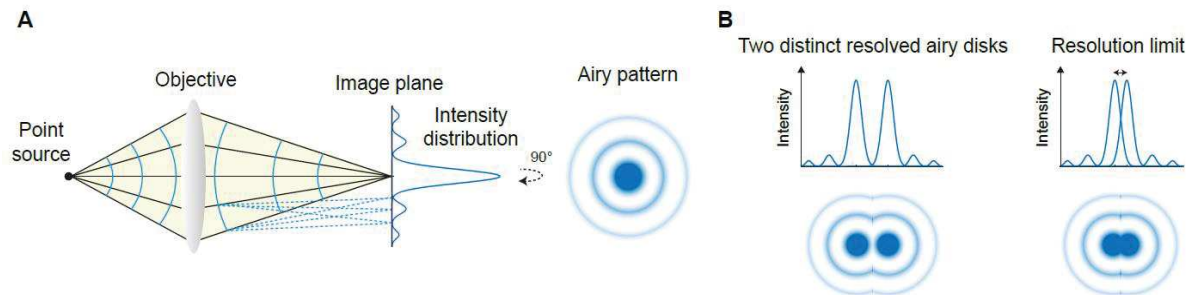 A
Point
source
Objective
Image plane
Intensity
distribution
90°
Airy pattern
B
Two distinct resolved airy disks
Intensity
Resolution limit
Intensity